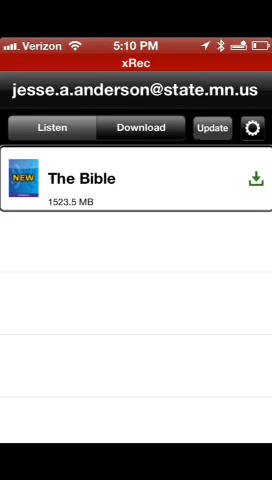 Verizon 5:10 PM
xRec
jesse.a.anderson@state.mn.us
Listen Download Update
NEW
The Bible
1523.5 MB